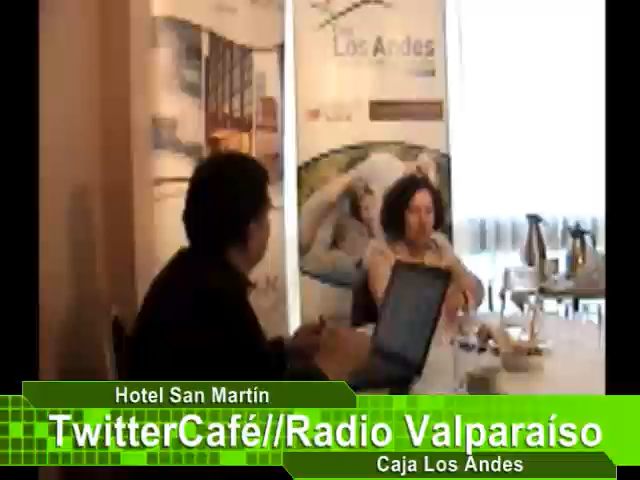 Los Andes
Hotel San Martín
TwitterCafé//Radio Valparaíso
Caja Los Andes